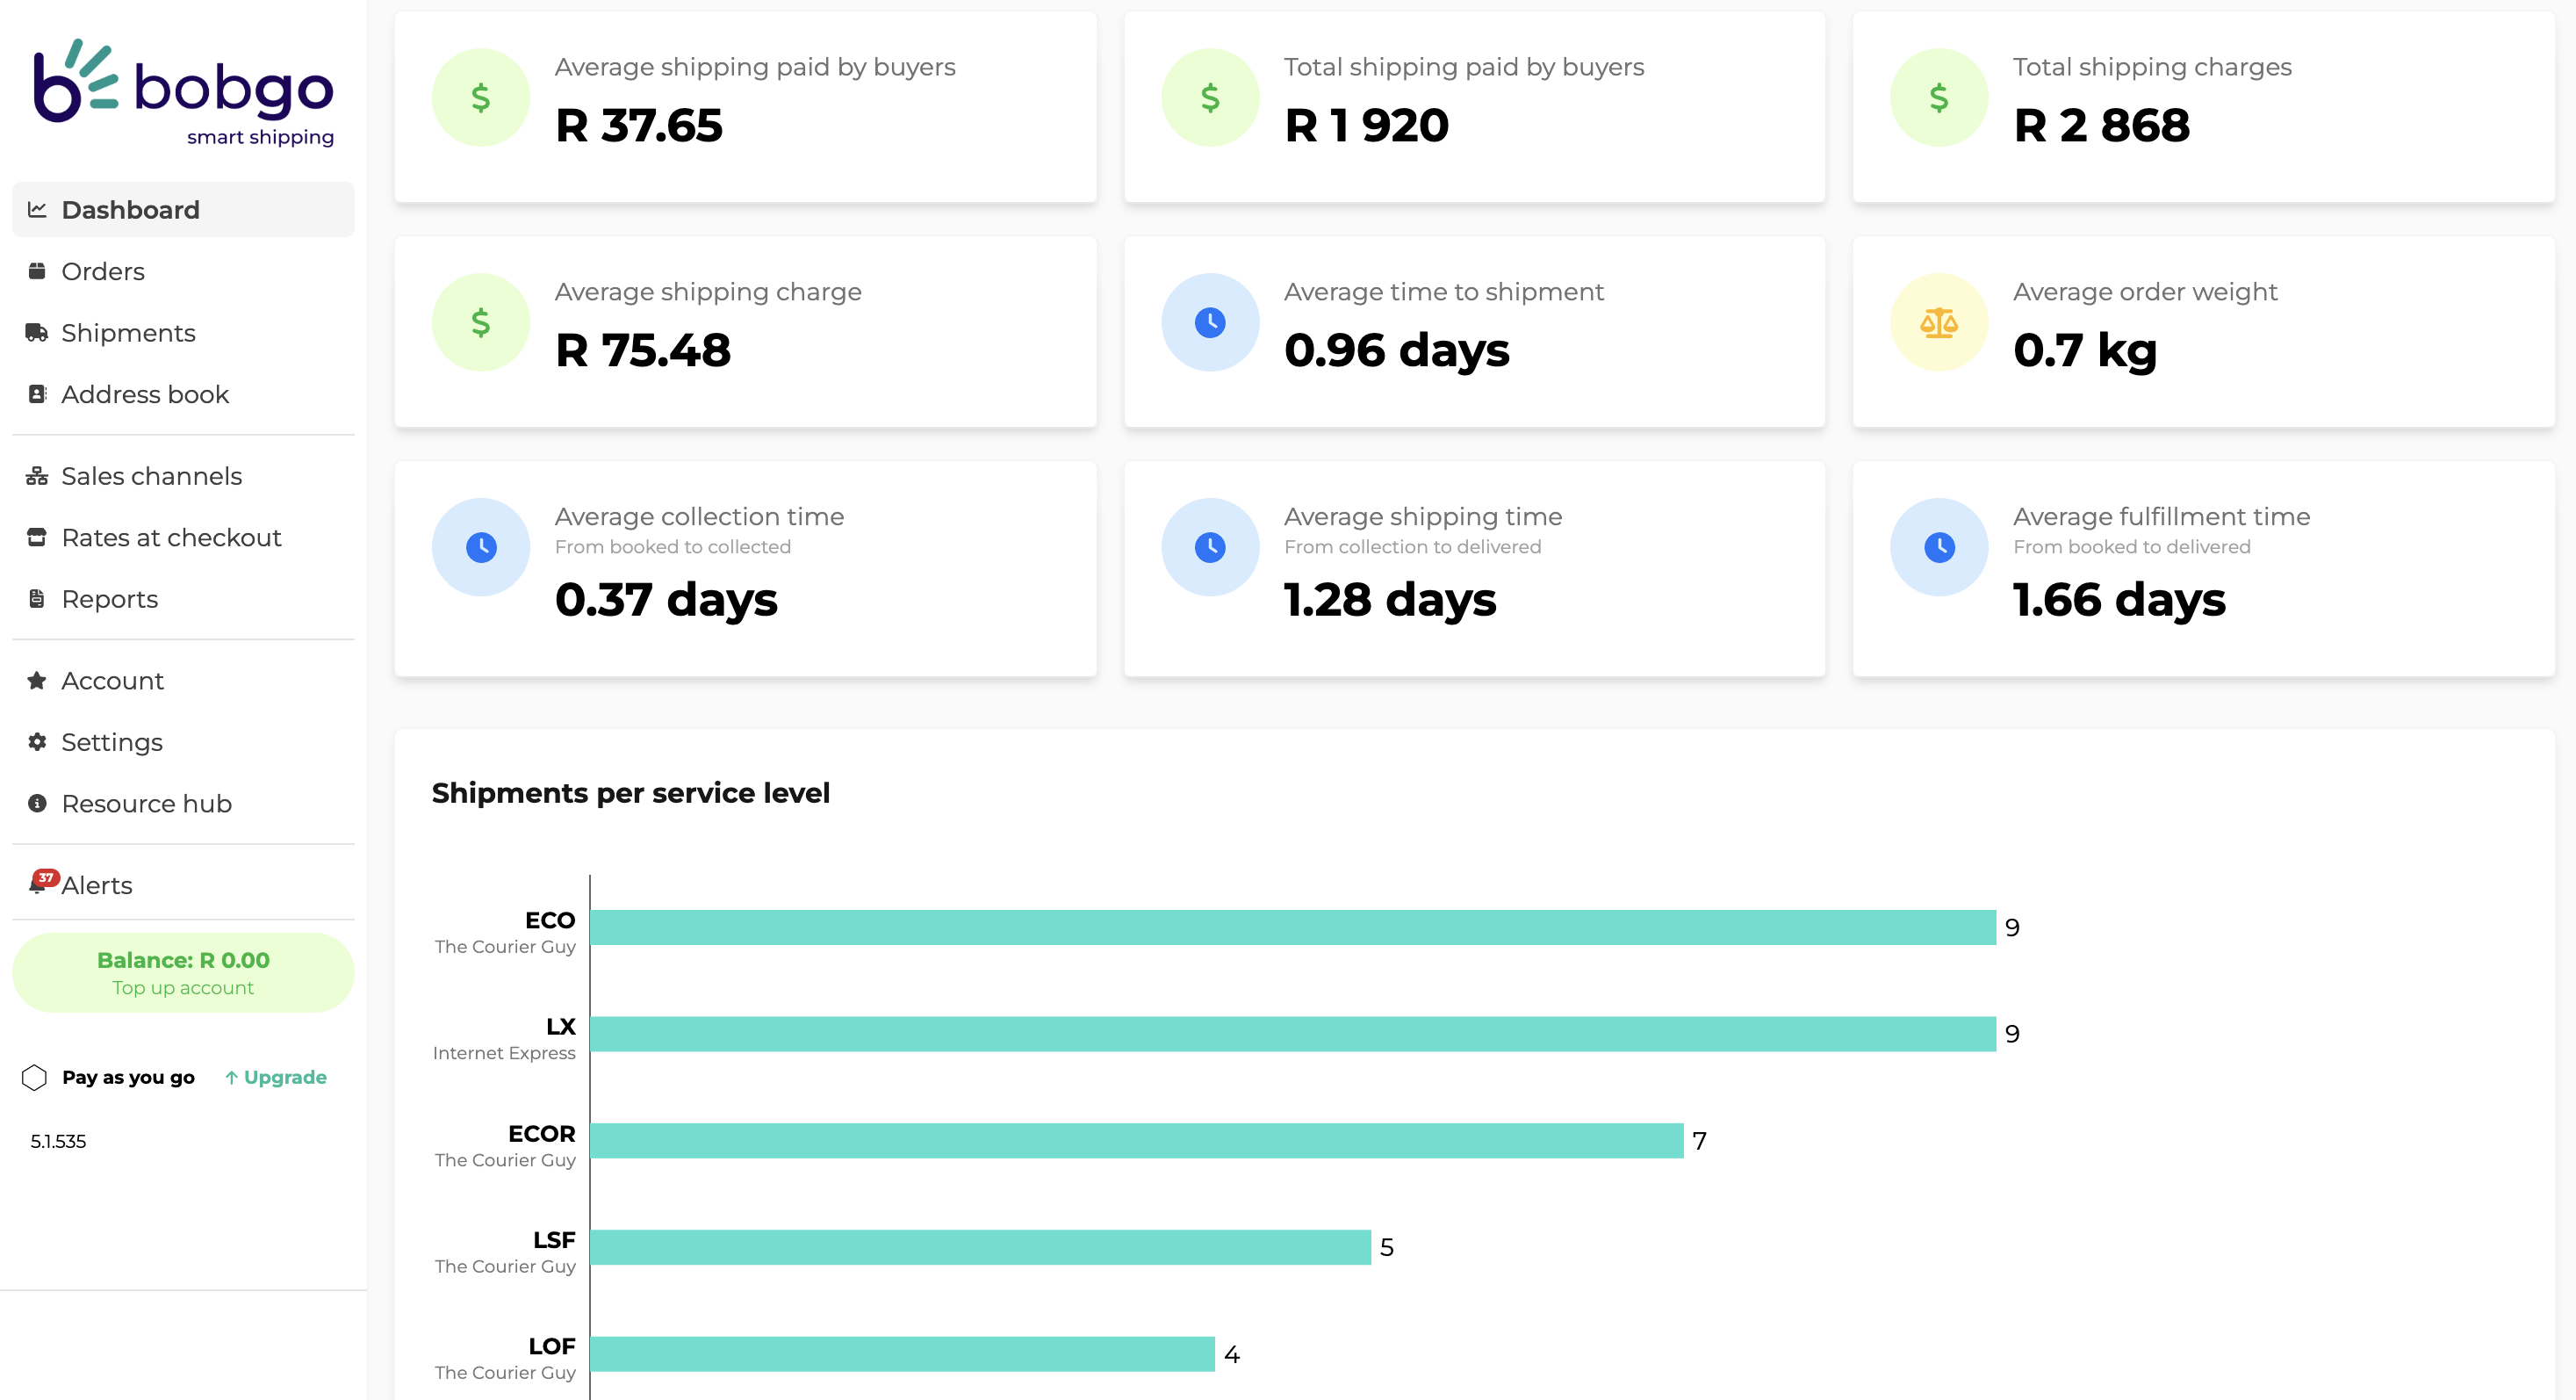 bobgo
smart shipping
Dashboard
Orders
Shipments
Address book
Sales channels
Rates at checkout
Reports
Account
Settings
Resource hub
37
Alerts
Balance: R 0.00
Top up account
Pay as you go
↑ Upgrade
5.1.535
$
Average shipping paid by buyers
R 37.65
$
Total shipping paid by buyers
R 1 920
$
Total shipping charges
R 2 868
$
Average shipping charge
R 75.48
Average time to shipment
0.96 days
Average order weight
0.7 kg
Average collection time
From booked to collected
0.37 days
Average shipping time
From collection to delivered
1.28 days
Average fulfillment time
From booked to delivered
1.66 days
Shipments per service level
ECO
The Courier Guy
9
LX
Internet Express
9
ECOR
The Courier Guy
7
LSF
The Courier Guy
5
LOF
The Courier Guy
4